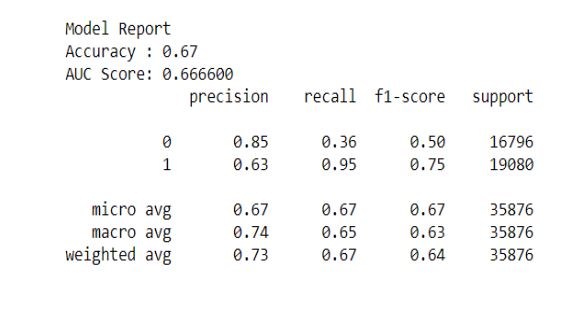 Model Report
Accuracy : 0.67
AUC Score: 0.666600
precision recall f1-score support
0 0.85 0.36 0.50 16796
1 0.63 0.95 0.75 19080
micro avg 0.67 0.67 0.67 35876
macro avg 0.74 0.65 0.63 35876
weighted avg 0.73 0.67 0.64 35876